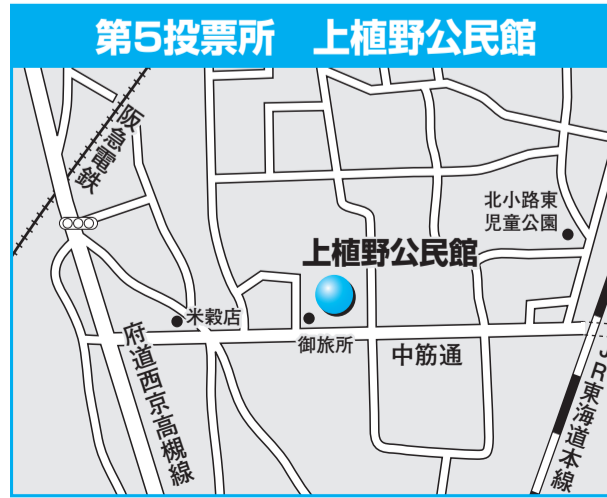 第5投票所　上植野公民館
阪急電鉄
北小路東
児童公園
上植野公民館
米穀店
御旅所
中筋通
府道西京高槻線
JR東海道本線